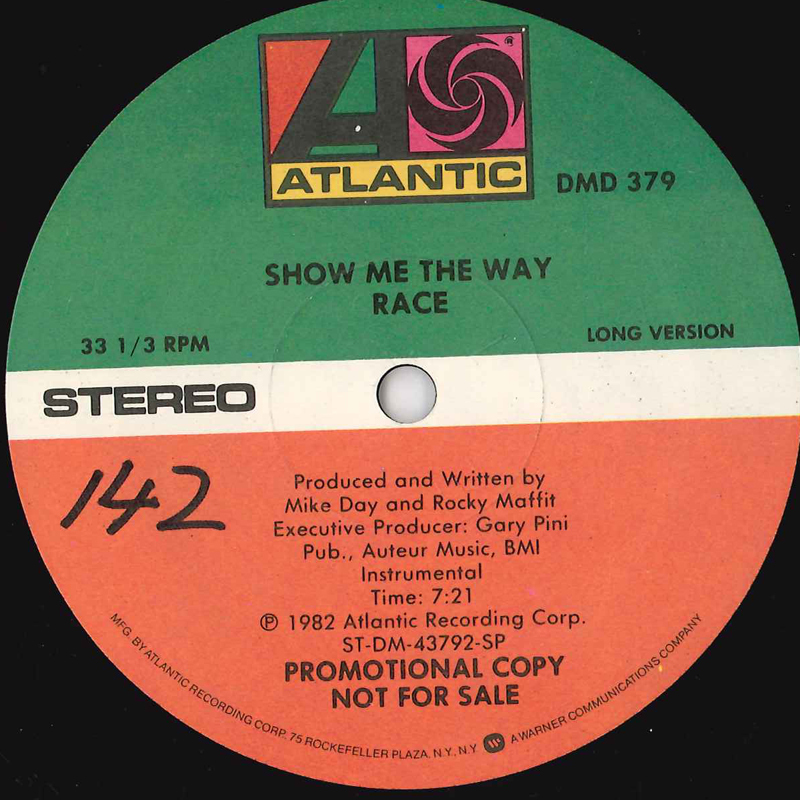 ATLANTIC
®
DMD 379
SHOW ME THE WAY
RACE
33 1/3 RPM
LONG VERSION
STEREO
142
Produced and Written by
Mike Day and Rocky Maffit
Executive Producer: Gary Pini
Pub., Auteur Music, BMI
Instrumental
Time: 7:21
℗ 1982 Atlantic Recording Corp.
ST-DM-43792-SP
PROMOTIONAL COPY
NOT FOR SALE
MFG. BY ATLANTIC RECORDING CORP. 75 ROCKEFELLER PLAZA, N.Y., N.Y. A WARNER COMMUNICATIONS COMPANY